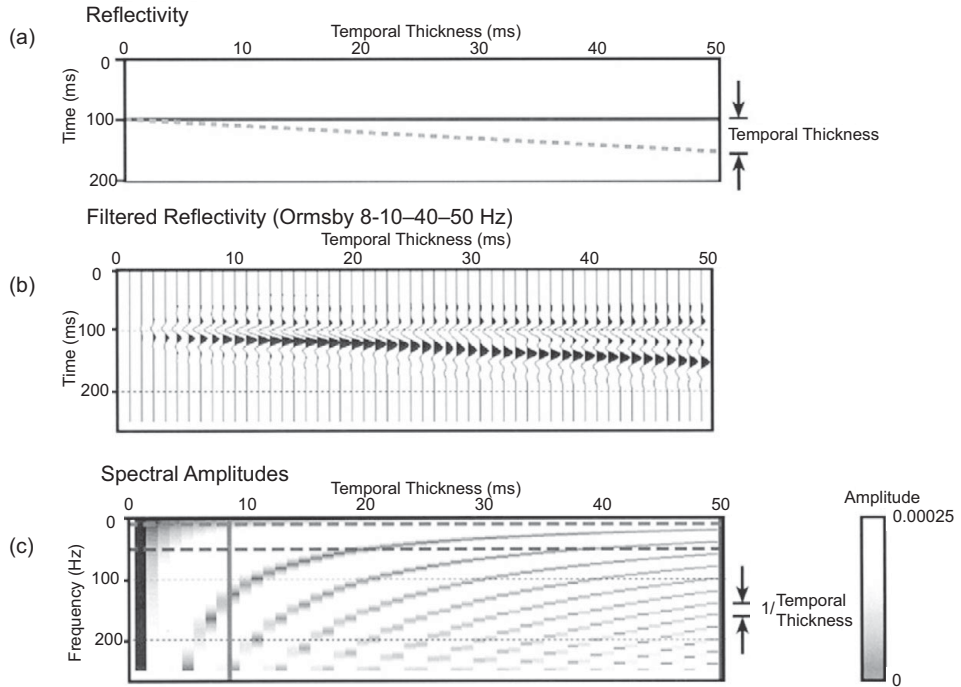 Reflectivity
(a)
Temporal Thickness (ms)
0 10 20 30 40 50
Time (ms)
0
100
200
Temporal Thickness
Filtered Reflectivity (Ormsby 8-10–40–50 Hz)
(b)
Temporal Thickness (ms)
0 10 20 30 40 50
Time (ms)
0
100
200
Spectral Amplitudes
(c)
Temporal Thickness (ms)
0 10 20 30 40 50
Frequency (Hz)
0
100
200
1/Temporal
Thickness
Amplitude
0.00025
0